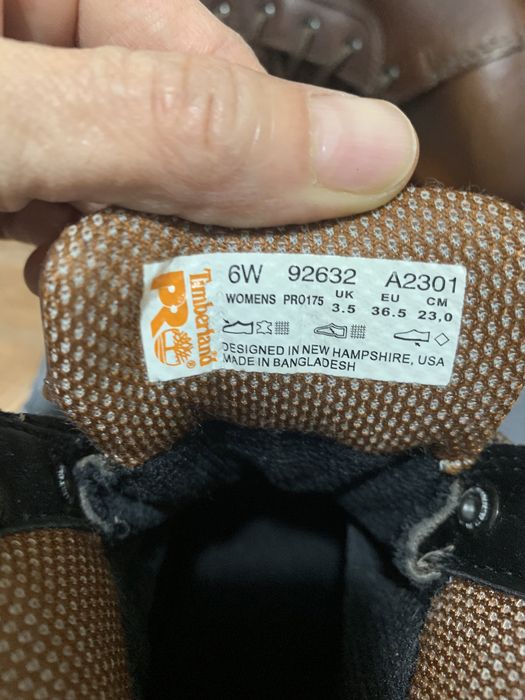 Timberland
PRO®
6W 92632 A2301
WOMENS PRO175 UK EU CM
3.5 36.5 23,0
DESIGNED IN NEW HAMPSHIRE, USA
MADE IN BANGLADESH